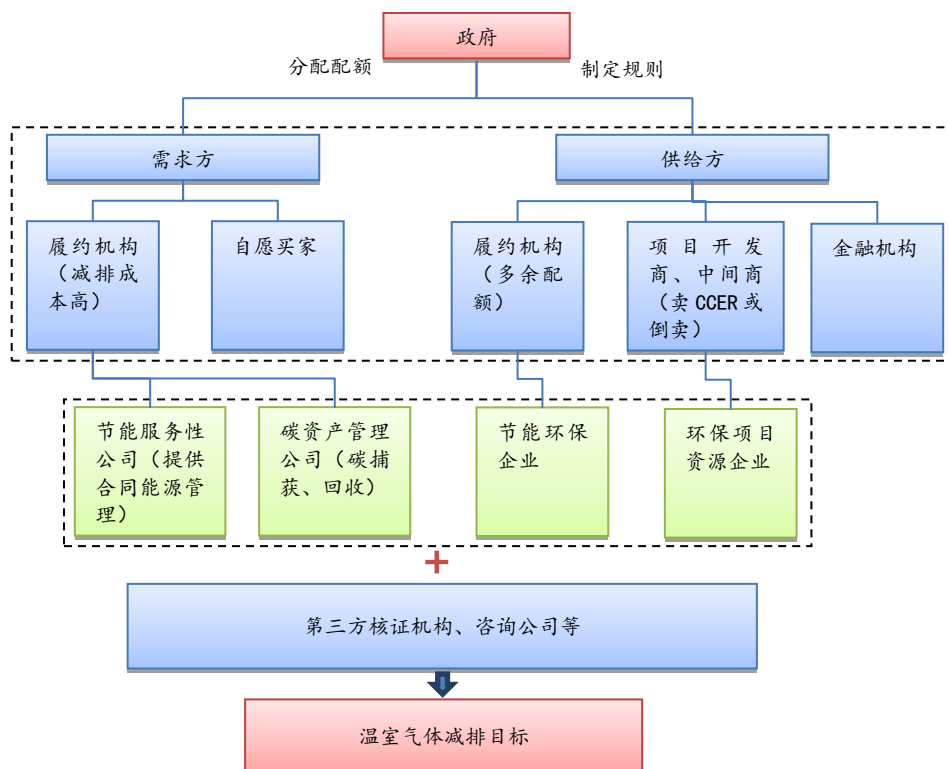 政府
分配配额
制定规则
需求方
供给方
履约机构
（减排成
本高）
自愿买家
履约机构
（多余配
额）
项目开发
商、中间商
（卖 CCER 或
倒卖）
金融机构
节能服务性
公司（提供
合同能源管
理）
碳资产管理
公司（碳捕
获、回收）
节能环保
企业
环保项目
资源企业
+
第三方核证机构、咨询公司等
温室气体减排目标